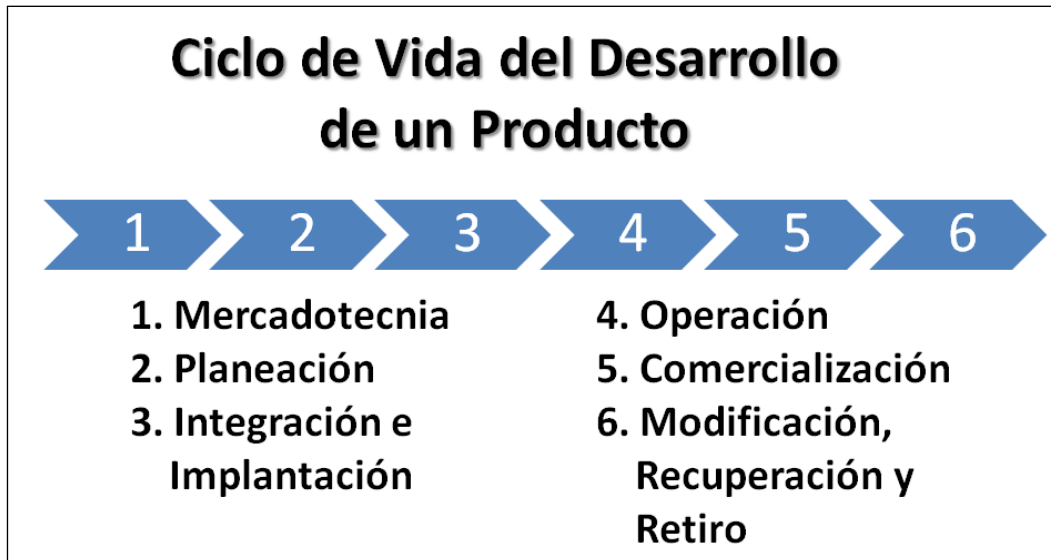 Ciclo de Vida del Desarrollo
de un Producto
1 2 3 4 5 6
1. Mercadotecnia
2. Planeación
3. Integración e
Implantación
4. Operación
5. Comercialización
6. Modificación,
Recuperación y
Retiro